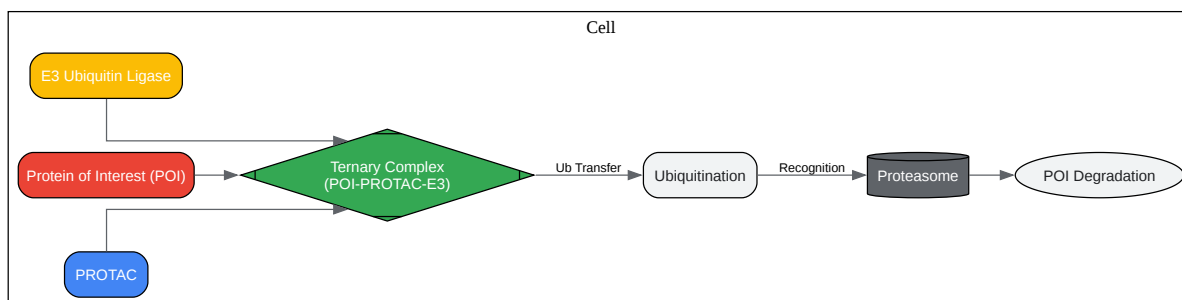 Cell
E3 Ubiquitin Ligase
Protein of Interest (POI)
PROTAC
Ternary Complex
(POI-PROTAC-E3)
Ub Transfer
Ubiquitination
Recognition
Proteasome
POI Degradation